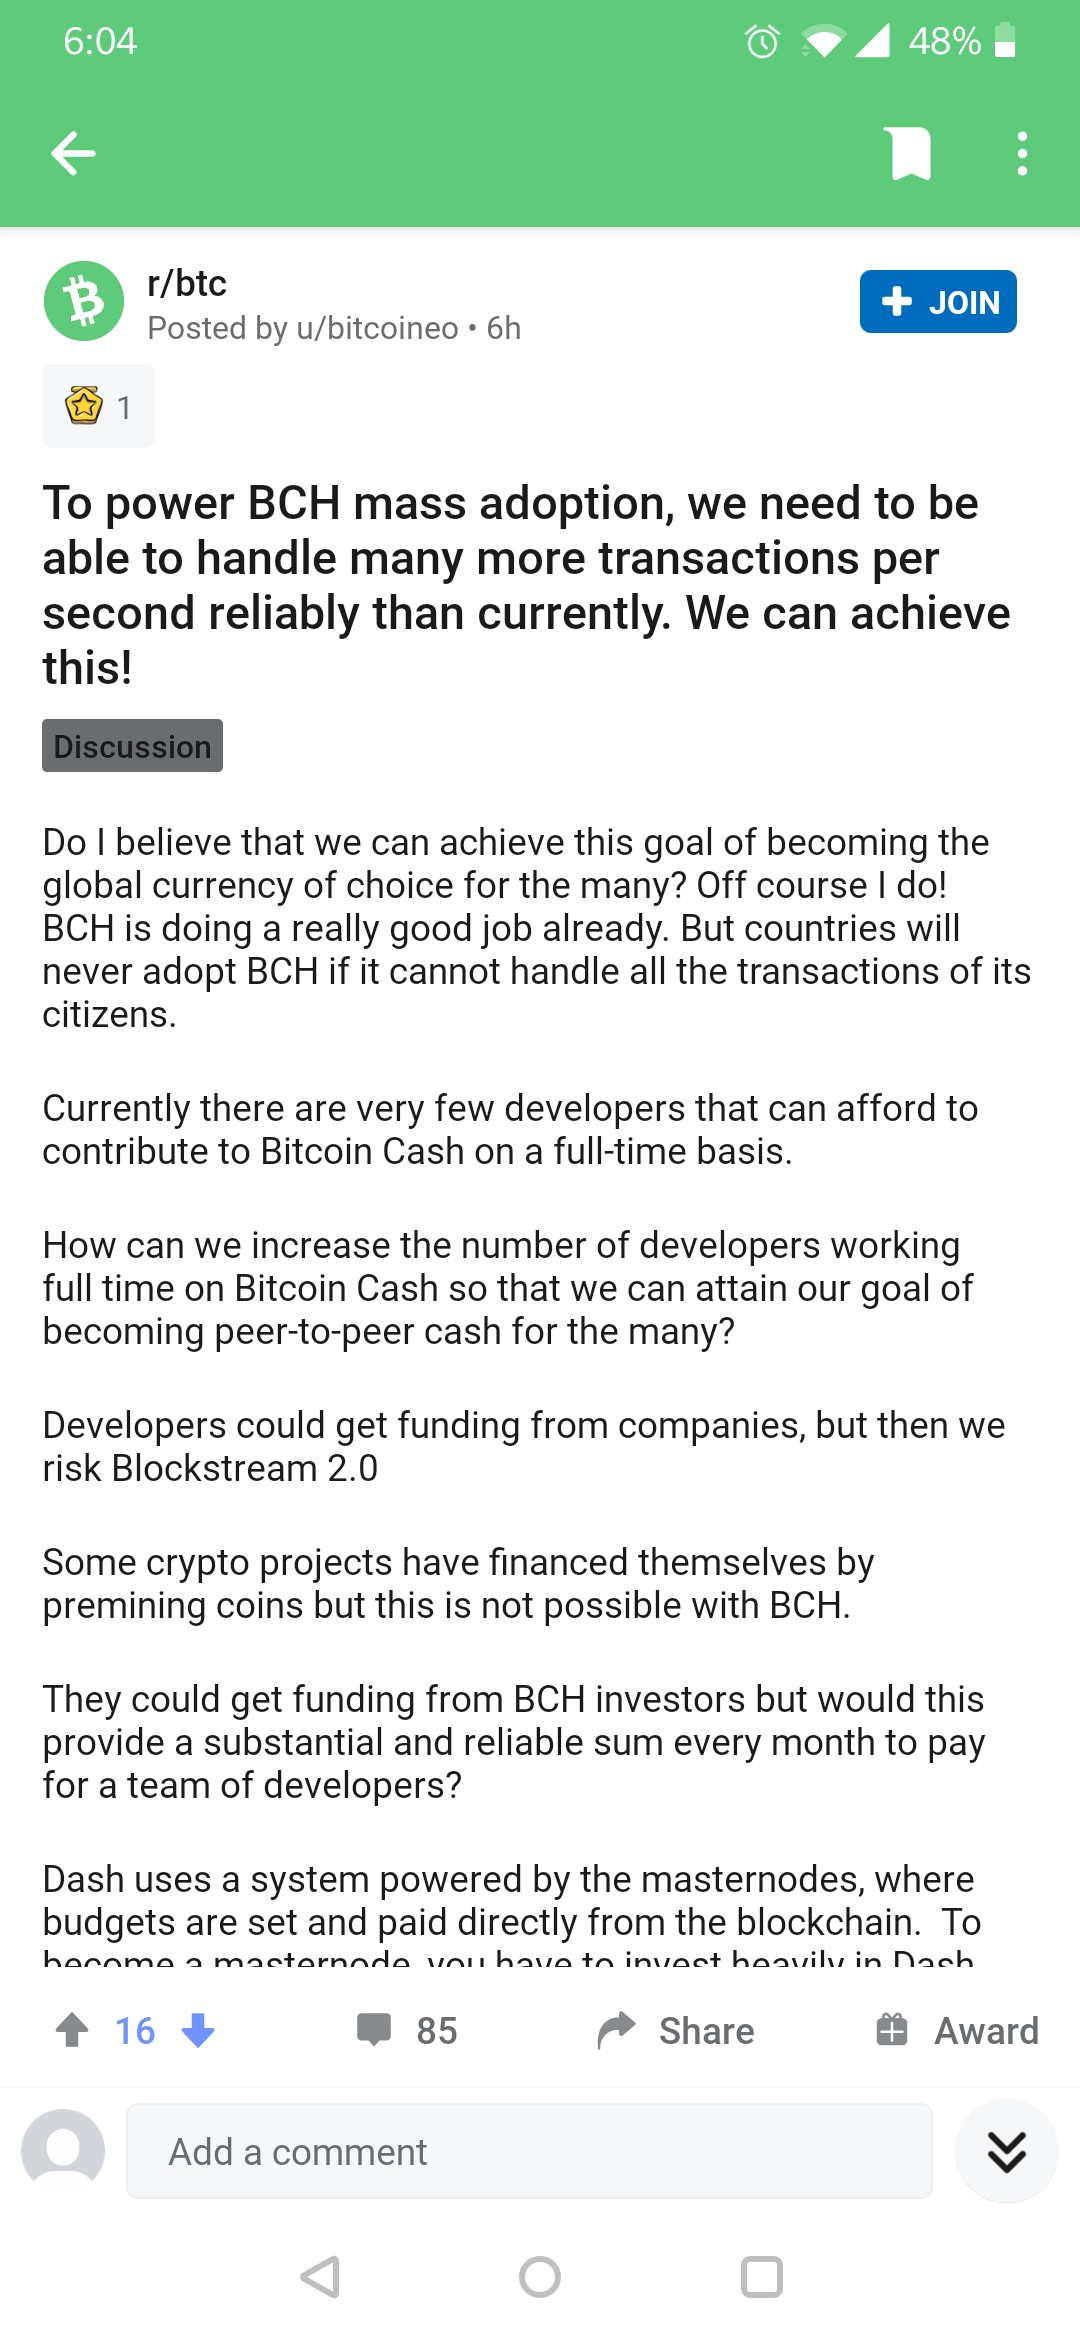 6:04
48%
r/btc
Posted by u/bitcoineo • 6h
+ JOIN
1
To power BCH mass adoption, we need to be
able to handle many more transactions per
second reliably than currently. We can achieve
this!
Discussion
Do I believe that we can achieve this goal of becoming the
global currency of choice for the many? Off course I do!
BCH is doing a really good job already. But countries will
never adopt BCH if it cannot handle all the transactions of its
citizens.
Currently there are very few developers that can afford to
contribute to Bitcoin Cash on a full-time basis.
How can we increase the number of developers working
full time on Bitcoin Cash so that we can attain our goal of
becoming peer-to-peer cash for the many?
Developers could get funding from companies, but then we
risk Blockstream 2.0
Some crypto projects have financed themselves by
premining coins but this is not possible with BCH.
They could get funding from BCH investors but would this
provide a substantial and reliable sum every month to pay
for a team of developers?
Dash uses a system powered by the masternodes, where
budgets are set and paid directly from the blockchain.  To
become a masternode, you have to invest heavily in Dash
16
85
Share
Award
Add a comment